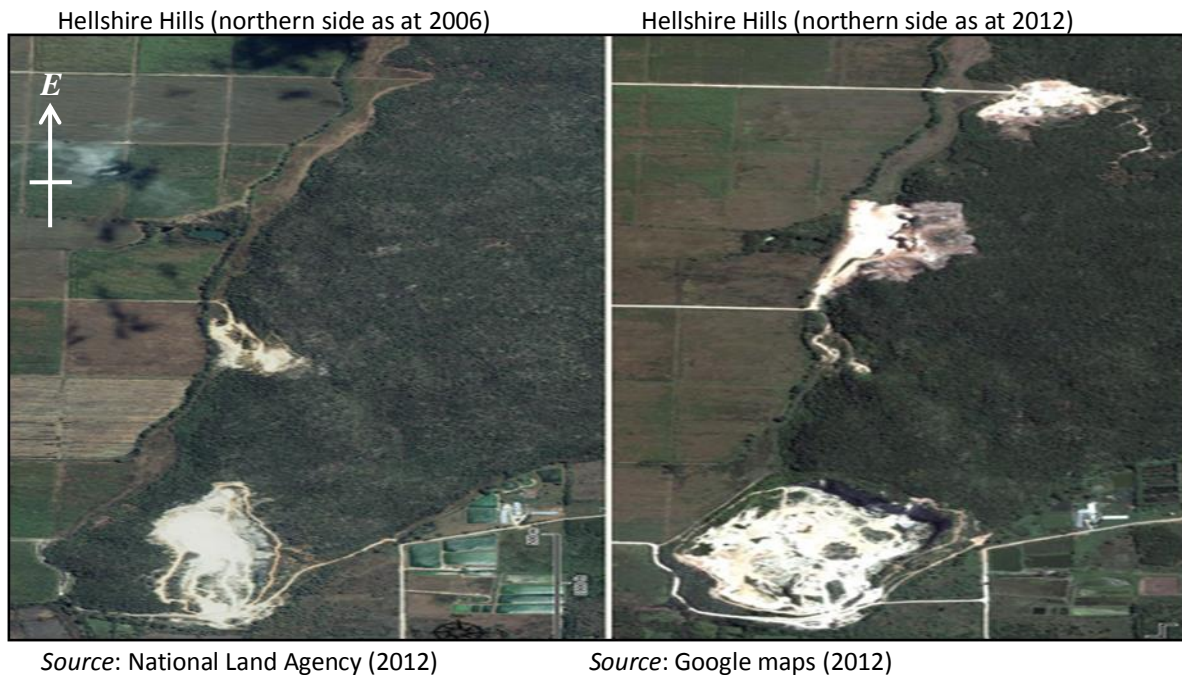 Hellshire Hills (northern side as at 2006)
Hellshire Hills (northern side as at 2012)
E
Source: National Land Agency (2012)
Source: Google maps (2012)